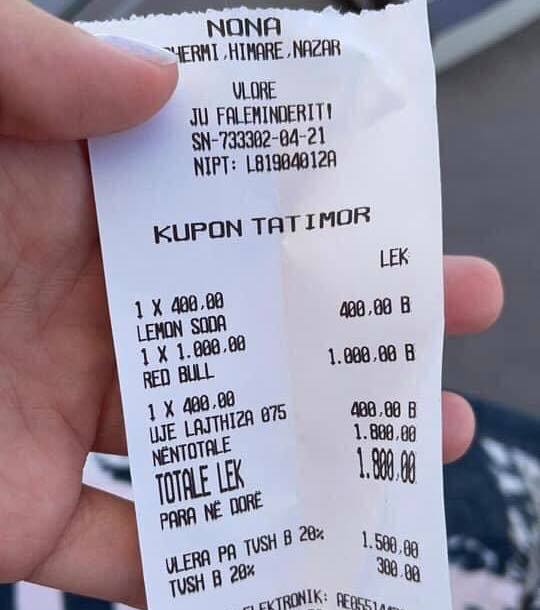 NONA
HERMI,HIMARE,NAZAR
VLORE
JU FALEMINDERIT!
SN-733302-04-21
NIPT: L81904012A
KUPON TATIMOR
LEK
1 X 400,00 400,00 B
LEMON SODA
1 X 1.000,00 1.000,00 B
RED BULL
1 X 400,00 400,00 B
UJE LAJTHIZA 075
NËNTOTALE 1.800,00
TOTALE LEK 1.800,00
PARA NË DORË
VLERA PA TVSH B 20% 1.500,00
TVSH B 20% 300,00
ELEKTRONIK: